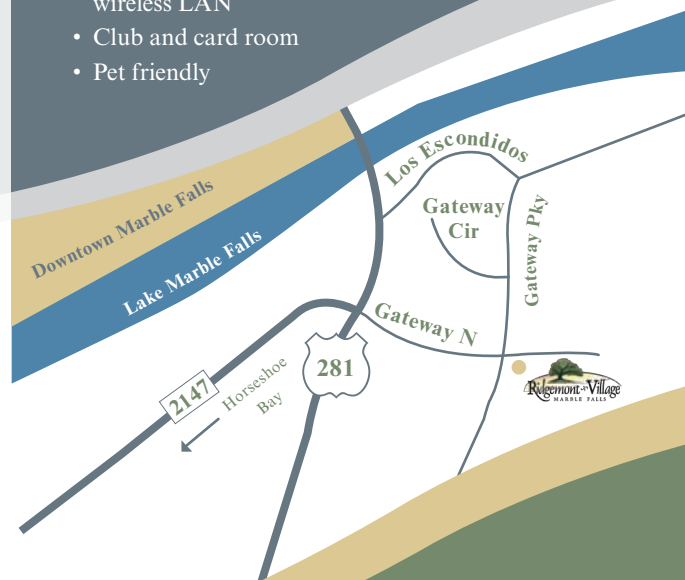 wireless LAN
• Club and card room
• Pet friendly
Los Escondidos
Downtown Marble Falls
Gateway
Cir
Gateway Pky
Lake Marble Falls
Gateway N
281
2147
Horseshoe
Bay
Ridgemont Village
MARBLE FALLS